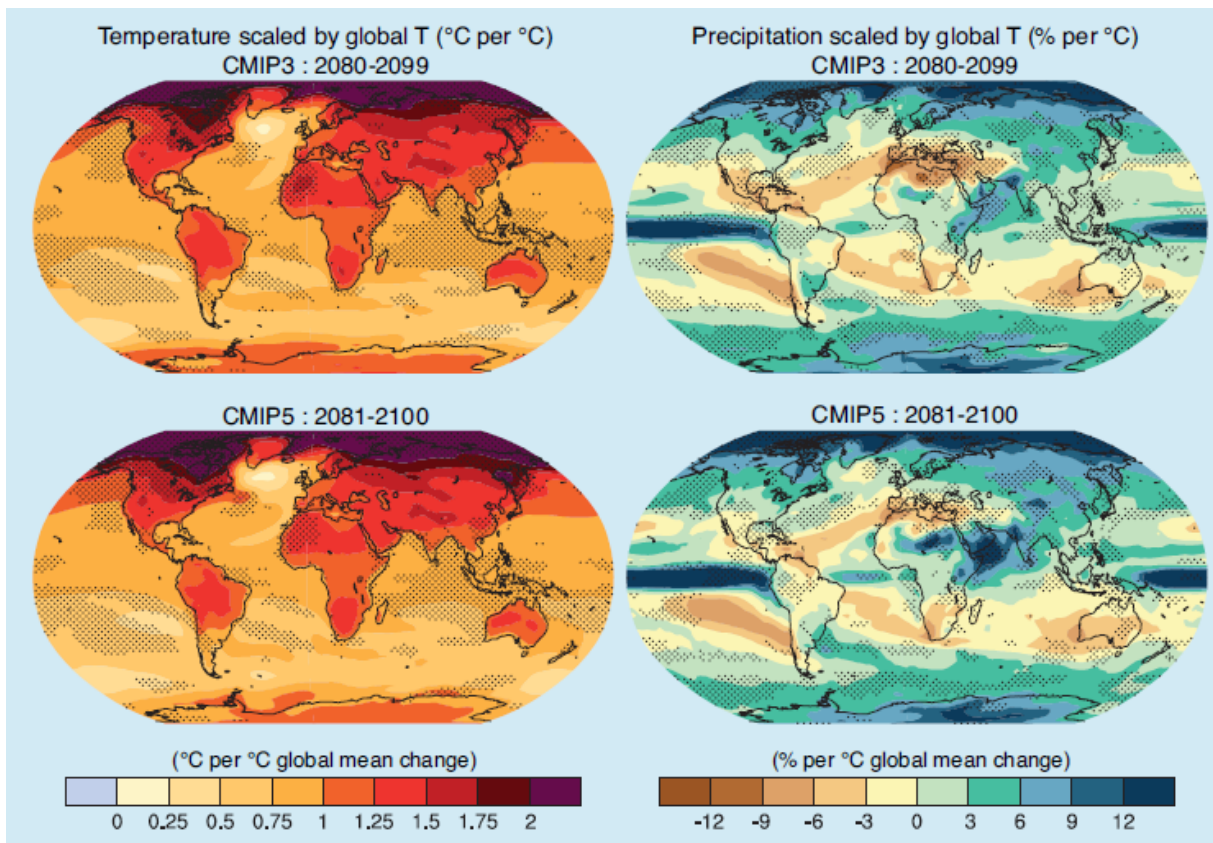 Temperature scaled by global T (°C per °C)
CMIP3 : 2080-2099
Precipitation scaled by global T (% per °C)
CMIP3 : 2080-2099
CMIP5 : 2081-2100
CMIP5 : 2081-2100
(°C per °C global mean change)
0 0.25 0.5 0.75 1 1.25 1.5 1.75 2
(% per °C global mean change)
-12 -9 -6 -3 0 3 6 9 12